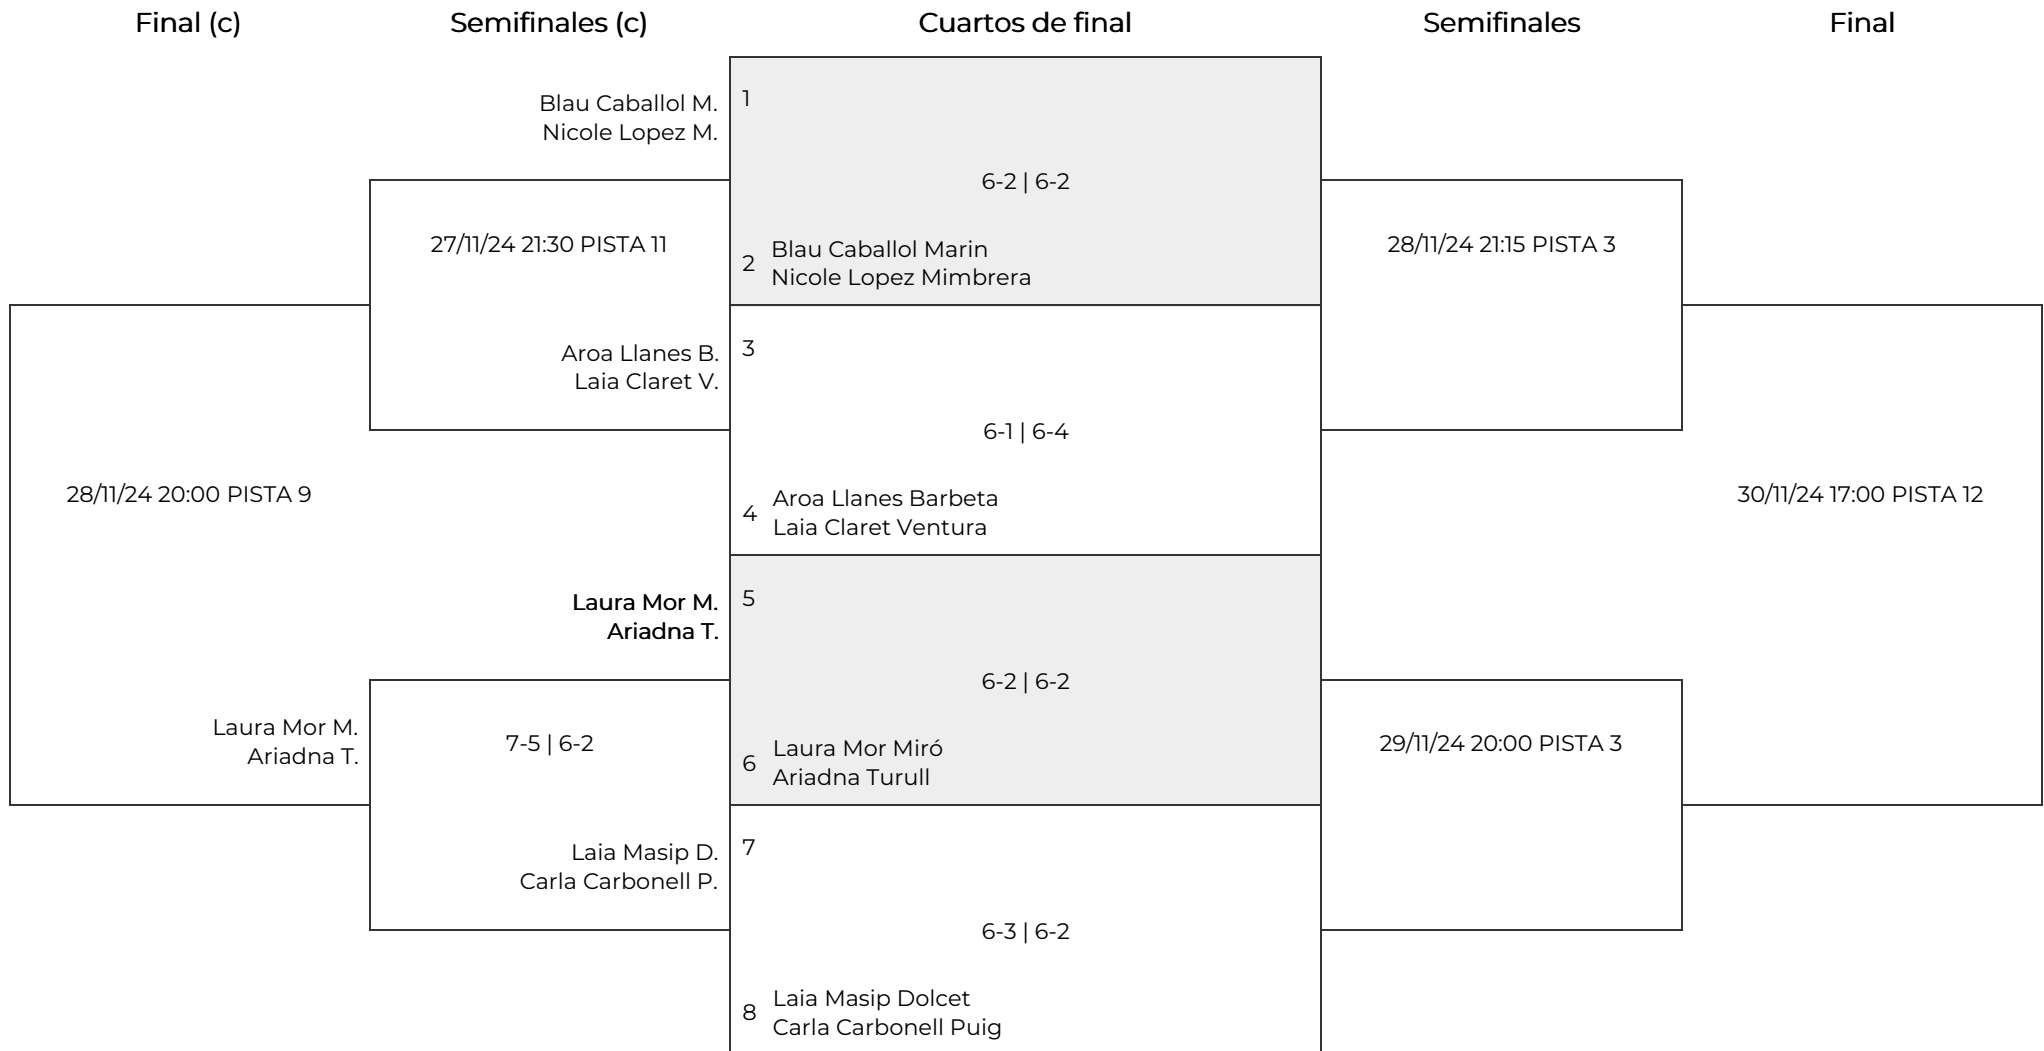 Final (c)
Semifinales (c)
Cuartos de final
Semifinales
Final
Blau Caballol M.
Nicole Lopez M.
1
6-2 | 6-2
27/11/24 21:30 PISTA 11
2
Blau Caballol Marin
Nicole Lopez Mimbrera
28/11/24 21:15 PISTA 3
Aroa Llanes B.
Laia Claret V.
3
6-1 | 6-4
28/11/24 20:00 PISTA 9
4
Aroa Llanes Barbeta
Laia Claret Ventura
30/11/24 17:00 PISTA 12
Laura Mor M.
Ariadna T.
5
6-2 | 6-2
Laura Mor M.
Ariadna T.
7-5 | 6-2
6
Laura Mor Miró
Ariadna Turull
29/11/24 20:00 PISTA 3
Laia Masip D.
Carla Carbonell P.
7
6-3 | 6-2
8
Laia Masip Dolcet
Carla Carbonell Puig